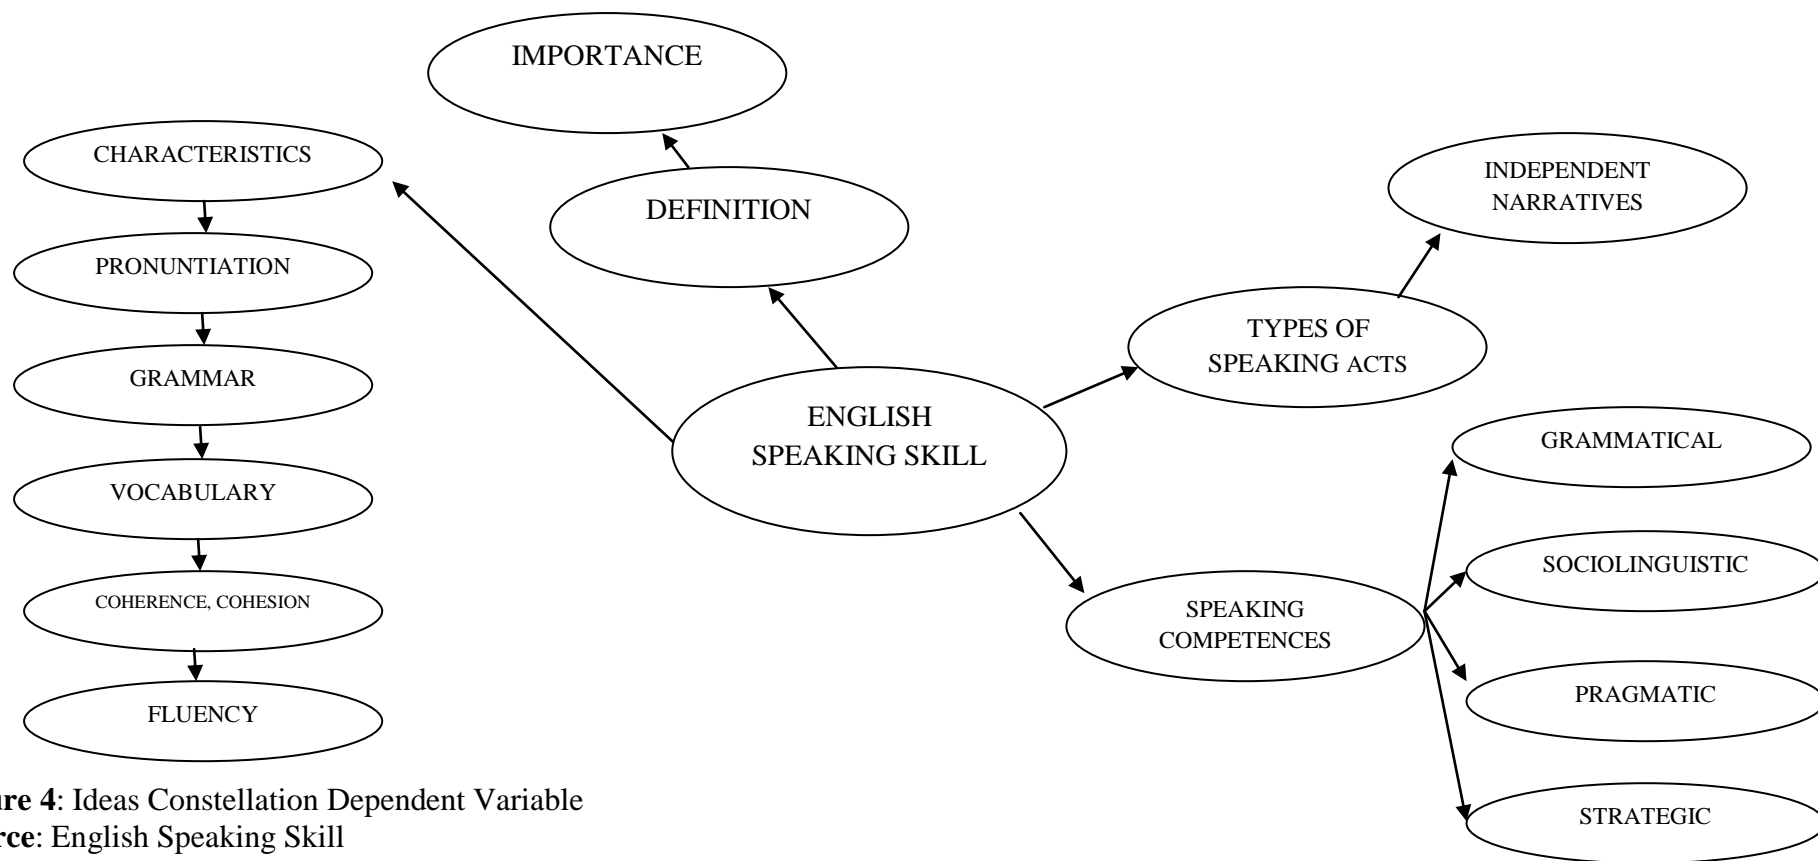 IMPORTANCE
CHARACTERISTICS
DEFINITION
INDEPENDENT
NARRATIVES
PRONUNTIATION
TYPES OF
SPEAKING ACTS
GRAMMAR
ENGLISH
SPEAKING SKILL
GRAMMATICAL
VOCABULARY
SOCIOLINGUISTIC
COHERENCE, COHESION
SPEAKING
COMPETENCES
PRAGMATIC
FLUENCY
STRATEGIC
ure 4: Ideas Constellation Dependent Variable
rce: English Speaking Skill